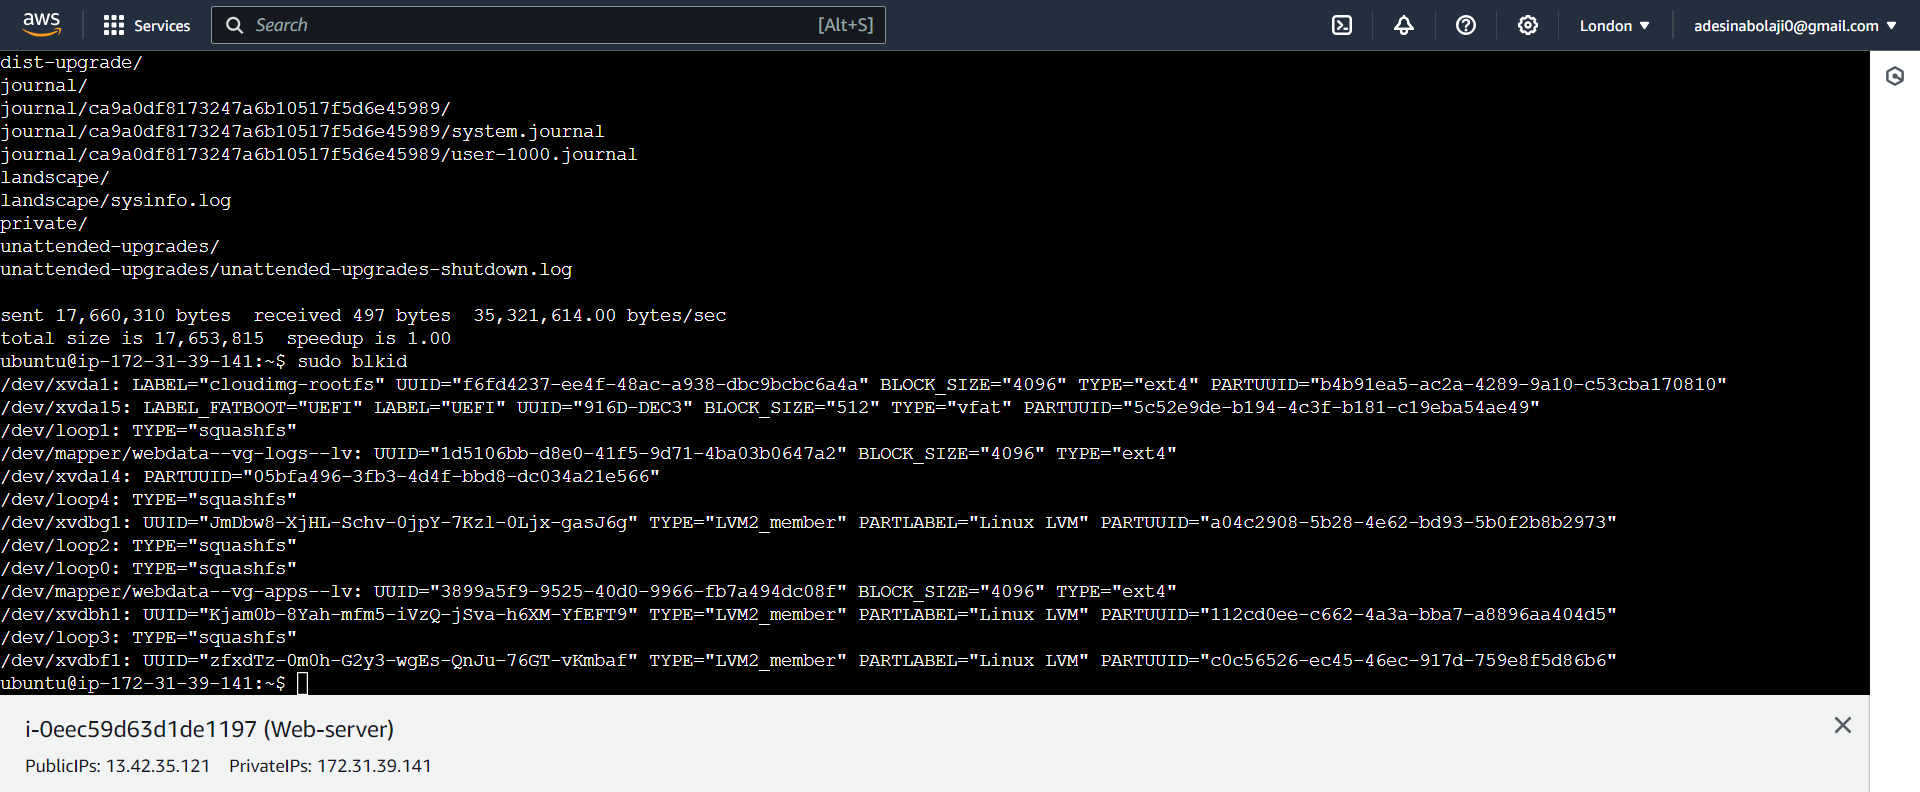 aws
Services
Search [Alt+S]
London
adesinabolaji0@gmail.com
dist-upgrade/
journal/
journal/ca9a0df8173247a6b10517f5d6e45989/
journal/ca9a0df8173247a6b10517f5d6e45989/system.journal
journal/ca9a0df8173247a6b10517f5d6e45989/user-1000.journal
landscape/
landscape/sysinfo.log
private/
unattended-upgrades/
unattended-upgrades/unattended-upgrades-shutdown.log
sent 17,660,310 bytes  received 497 bytes  35,321,614.00 bytes/sec
total size is 17,653,815  speedup is 1.00
ubuntu@ip-172-31-39-141:~$ sudo blkid
/dev/xvda1: LABEL="cloudimg-rootfs" UUID="f6fd4237-ee4f-48ac-a938-dbc9bcbc6a4a" BLOCK_SIZE="4096" TYPE="ext4" PARTUUID="b4b91ea5-ac2a-4289-9a10-c53cba170810"
/dev/xvda15: LABEL_FATBOOT="UEFI" LABEL="UEFI" UUID="916D-DEC3" BLOCK_SIZE="512" TYPE="vfat" PARTUUID="5c52e9de-b194-4c3f-b181-c19eba54ae49"
/dev/loop1: TYPE="squashfs"
/dev/mapper/webdata--vg-logs--lv: UUID="1d5106bb-d8e0-41f5-9d71-4ba03b0647a2" BLOCK_SIZE="4096" TYPE="ext4"
/dev/xvda14: PARTUUID="05bfa496-3fb3-4d4f-bbd8-dc034a21e566"
/dev/loop4: TYPE="squashfs"
/dev/xvdbg1: UUID="JmDbw8-XjHL-Schv-0jpY-7Kzl-0Ljx-gasJ6g" TYPE="LVM2_member" PARTLABEL="Linux LVM" PARTUUID="a04c2908-5b28-4e62-bd93-5b0f2b8b2973"
/dev/loop2: TYPE="squashfs"
/dev/loop0: TYPE="squashfs"
/dev/mapper/webdata--vg-apps--lv: UUID="3899a5f9-9525-40d0-9966-fb7a494dc08f" BLOCK_SIZE="4096" TYPE="ext4"
/dev/xvdbh1: UUID="Kjam0b-8Yah-mfm5-iVzQ-jSva-h6XM-YfEFT9" TYPE="LVM2_member" PARTLABEL="Linux LVM" PARTUUID="112cd0ee-c662-4a3a-bba7-a8896aa404d5"
/dev/loop3: TYPE="squashfs"
/dev/xvdbf1: UUID="zfxdTz-0m0h-G2y3-wgEs-QnJu-76GT-vKmbaf" TYPE="LVM2_member" PARTLABEL="Linux LVM" PARTUUID="c0c56526-ec45-46ec-917d-759e8f5d86b6"
ubuntu@ip-172-31-39-141:~$
i-0eec59d63d1de1197 (Web-server)
PublicIPs: 13.42.35.121 PrivateIPs: 172.31.39.141